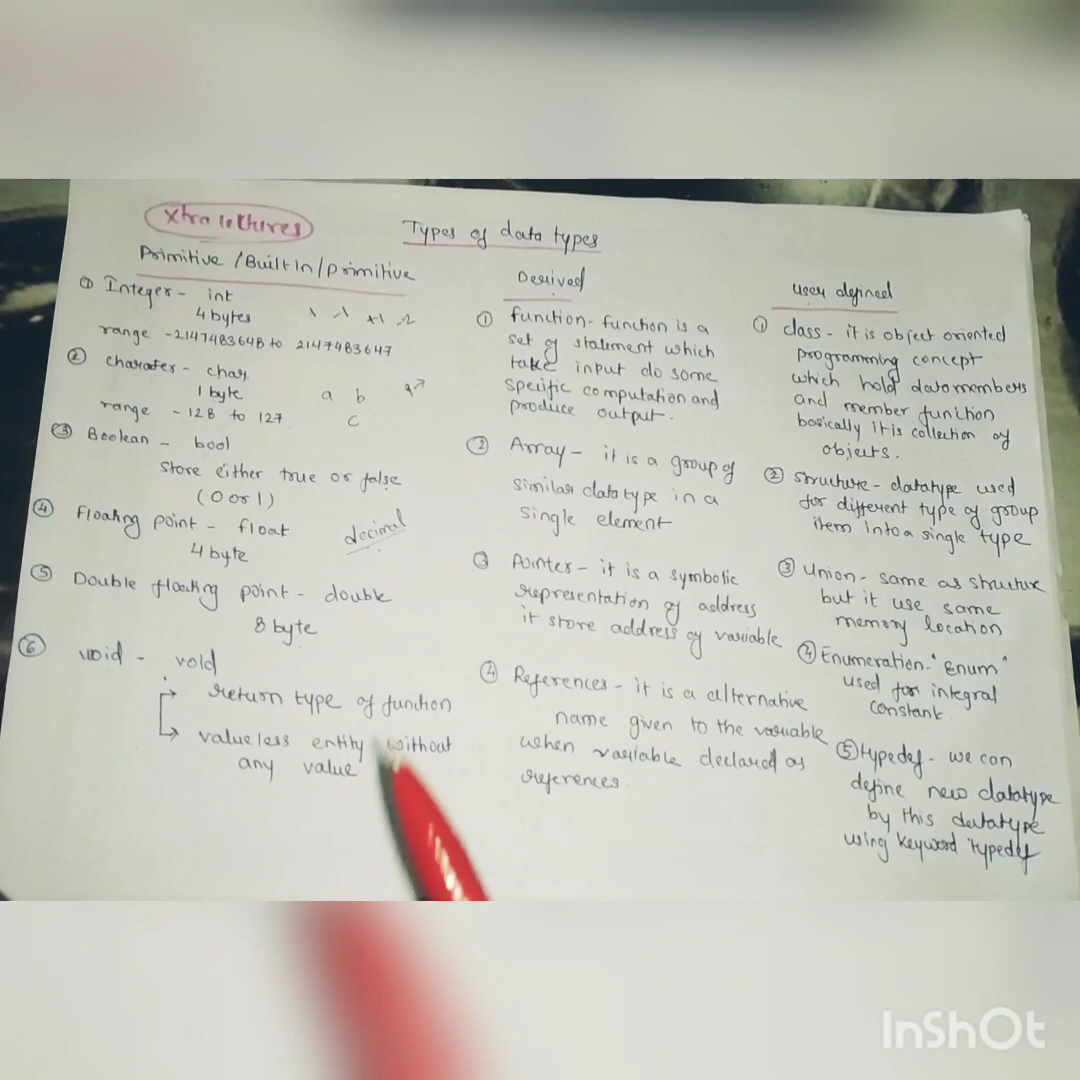 Xtra lectures
Types of data types
Primitive / Built In / primitive
① Integer - int
4 bytes
range -2147483648 to 2147483647
② character - char
1 byte
a b
c
range -128 to 127
③ Boolean - bool
store either true or false
(0 or 1)
④ Floating point - float
decimal
4 byte
⑤ Double floating point - double
8 byte
⑥ void - void
return type of function
valueless entity without
any value
Derived
① function - function is a
set of statement which
take input do some
specific computation and
produce output.
② Array - it is a group of
similar datatype in a
single element
③ Pointer - it is a symbolic
representation of address
it store address of variable
④ References - it is a alternative
name given to the variable
when variable declared as
references.
user defined
① class - it is object oriented
programming concept
which hold datamembers
and member function
basically it is collection of
objects.
② structure - datatype used
for different type of group
item into a single type
③ Union - same as structure
but it use same
memory location
④ Enumeration - "enum"
used for integral
constant.
⑤ typedef - we can
define new datatype
by this datatype
using keyword 'typedef
InShOt